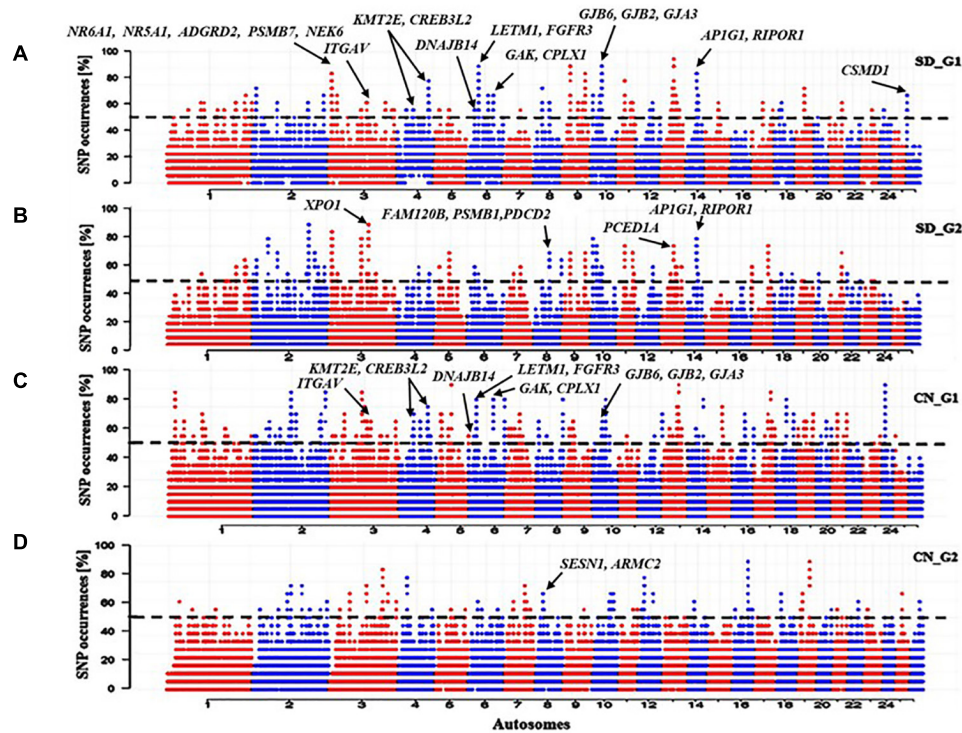 A
NR6A1, NR5A1, ADGRD2, PSMB7, NEK6
ITGAV
KMT2E, CREB3L2
DNAJB14
LETM1, FGFR3
GAK, CPLX1
GJB6, GJB2, GJA3
AP1G1, RIPOR1
CSMD1
SD_G1
SNP occurrences [%]
100
80
60
40
20
0
1 2 3 4 5 6 7 8 10 12 14 16 18 20 22 24
B
XPO1
FAM120B, PSMB1,PDCD2
PCED1A
AP1G1, RIPOR1
SD_G2
SNP occurrences [%]
100
80
60
40
20
0
1 2 3 4 5 6 7 8 10 12 14 16 18 20 22 24
C
ITGAV
KMT2E, CREB3L2
DNAJB14
LETM1, FGFR3
GAK, CPLX1
GJB6, GJB2, GJA3
CN_G1
SNP occurrences [%]
100
80
60
40
20
0
1 2 3 4 5 6 7 8 10 12 14 16 18 20 22 24
D
SESN1, ARMC2
CN_G2
SNP occurrences [%]
100
80
60
40
20
0
1 2 3 4 5 6 7 8 10 12 14 16 18 20 22 24
Autosomes